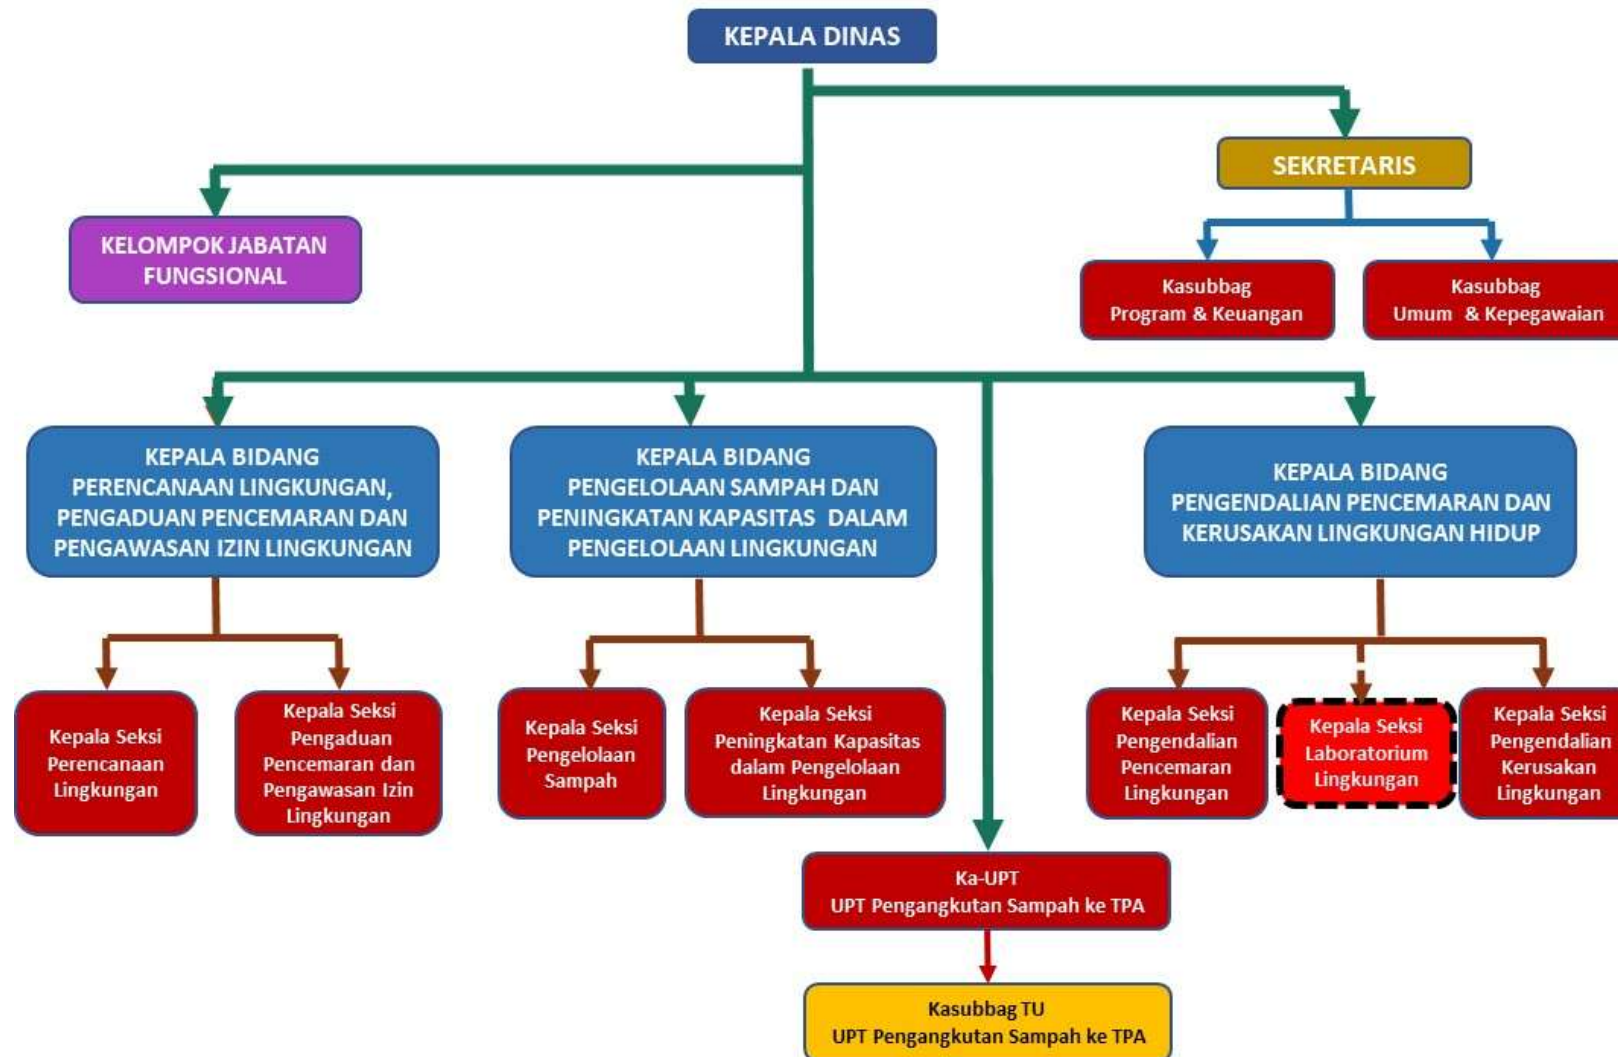 KEPALA DINAS
SEKRETARIS
KELOMPOK JABATAN
FUNGSIONAL
Kasubbag
Program & Keuangan
Kasubbag
Umum & Kepegawaian
KEPALA BIDANG
PERENCANAAN LINGKUNGAN,
PENGADUAN PENCEMARAN DAN
PENGAWASAN IZIN LINGKUNGAN
KEPALA BIDANG
PENGELOLAAN SAMPAH DAN
PENINGKATAN KAPASITAS DALAM
PENGELOLAAN LINGKUNGAN
KEPALA BIDANG
PENGENDALIAN PENCEMARAN DAN
KERUSAKAN LINGKUNGAN HIDUP
Kepala Seksi
Perencanaan
Lingkungan
Kepala Seksi
Pengaduan
Pencemaran dan
Pengawasan Izin
Lingkungan
Kepala Seksi
Pengelolaan
Sampah
Kepala Seksi
Peningkatan Kapasitas
dalam Pengelolaan
Lingkungan
Kepala Seksi
Pengendalian
Pencemaran
Lingkungan
Kepala Seksi
Laboratorium
Lingkungan
Kepala Seksi
Pengendalian
Kerusakan
Lingkungan
Ka-UPT
UPT Pengangkutan Sampah ke TPA
Kasubbag TU
UPT Pengangkutan Sampah ke TPA